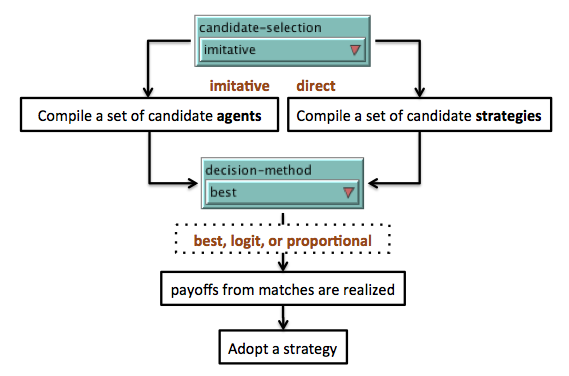 candidate-selection
imitative
imitative direct
Compile a set of candidate agents
Compile a set of candidate strategies
decision-method
best
best, logit, or proportional
payoffs from matches are realized
Adopt a strategy